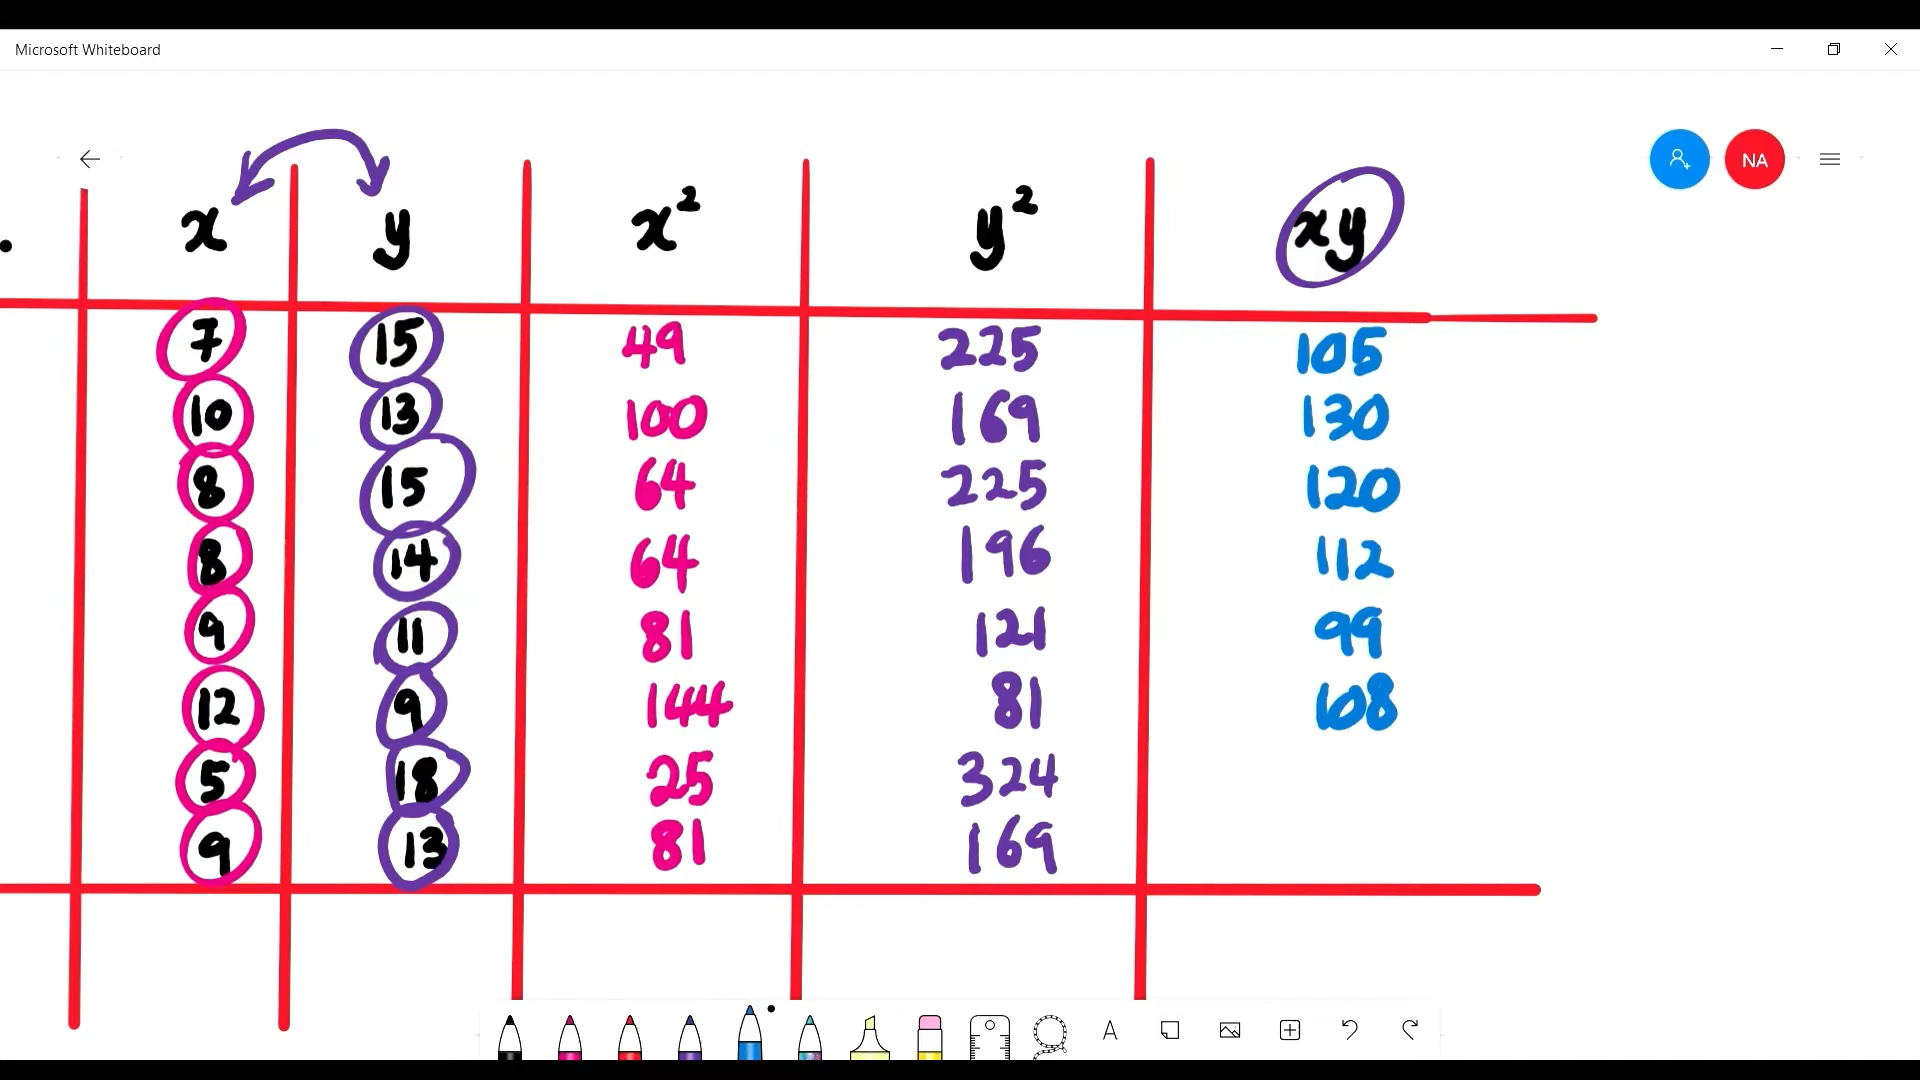 Microsoft Whiteboard
NA
x y x² y² xy
7 15 49 225 105
10 13 100 169 130
8 15 64 225 120
8 14 64 196 112
9 11 81 121 99
12 9 144 81 108
5 18 25 324
9 13 81 169
A